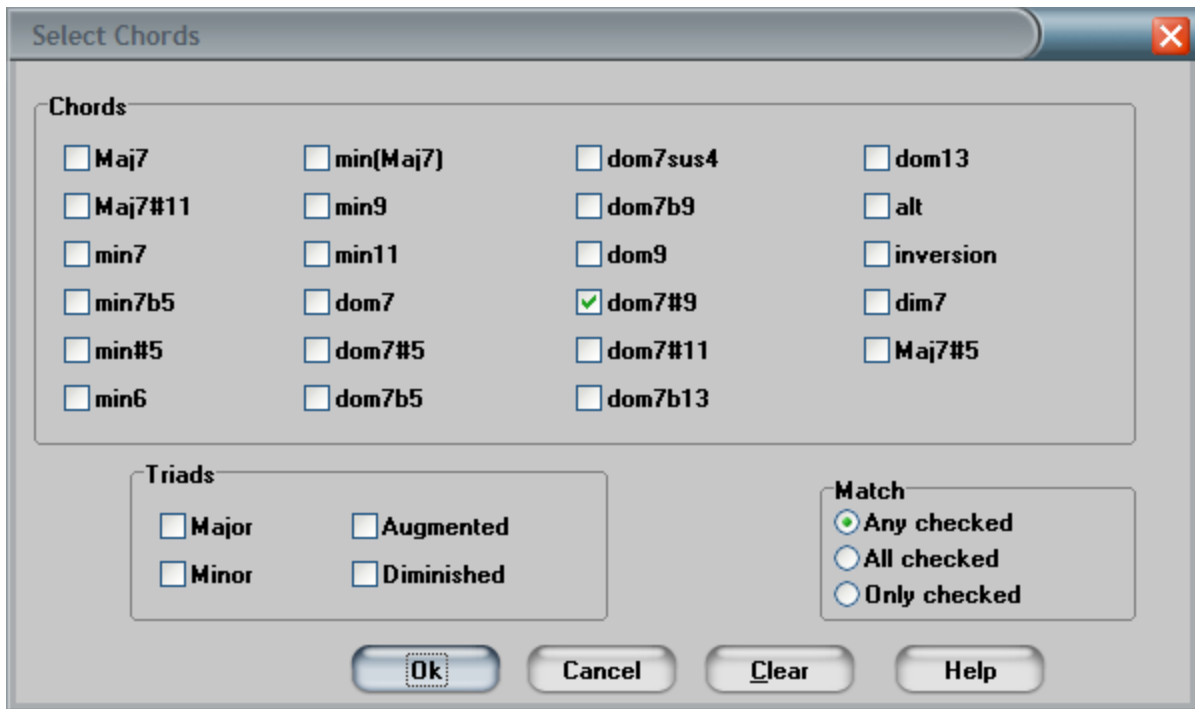 Select Chords
Chords
Maj7
Maj7#11
min7
min7b5
min#5
min6
min(Maj7)
min9
min11
dom7
dom7#5
dom7b5
dom7sus4
dom7b9
dom9
dom7#9
dom7#11
dom7b13
dom13
alt
inversion
dim7
Maj7#5
Triads
Major
Minor
Augmented
Diminished
Match
Any checked
All checked
Only checked
Ok
Cancel
Clear
Help